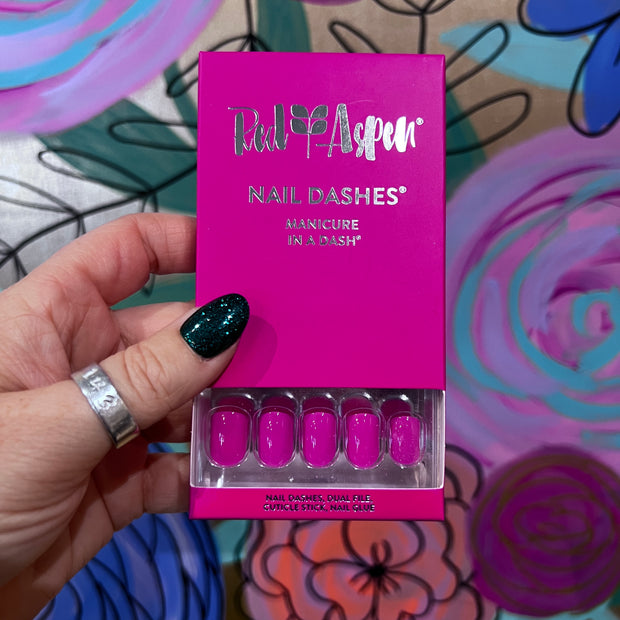 Red Aspen®
NAIL DASHES®
MANICURE
IN A DASH®
NAIL DASHES, DUAL FILE,
CUTICLE STICK, NAIL GLUE